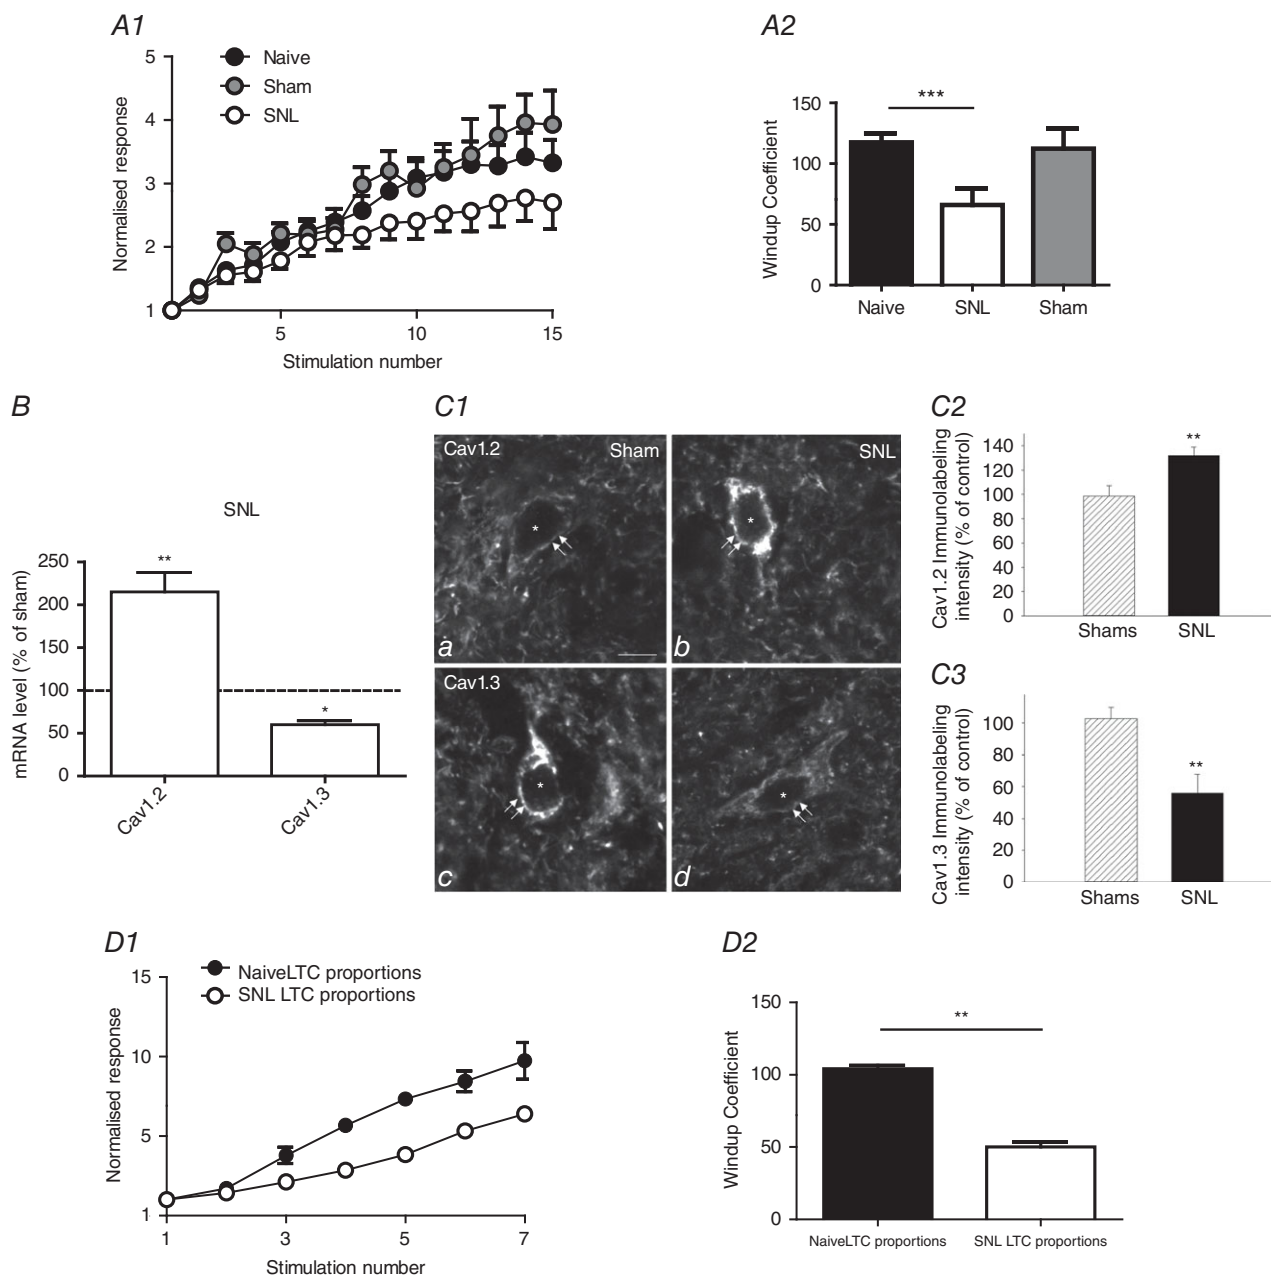 A1
5
4
3
2
1
Normalised response
Naive
Sham
SNL
5
10
15
Stimulation number
A2
150
100
50
0
Windup Coefficient
***
Naive
SNL
Sham
B
SNL
250
200
150
100
50
0
mRNA level (% of sham)
**
*
Cav1.2
Cav1.3
C1
Cav1.2
Sham
SNL
*
*
a
b
Cav1.3
*
*
c
d
C2
140
120
100
80
60
40
20
0
Cav1.2 Immunolabeling
intensity (% of control)
**
Shams
SNL
C3
100
80
60
40
20
0
Cav1.3 Immunolabeling
intensity (% of control)
**
Shams
SNL
D1
15
10
5
1
Normalised response
NaiveLTC proportions
SNL LTC proportions
1
3
5
7
Stimulation number
D2
150
100
50
0
Windup Coefficient
**
NaiveLTC proportions
SNL LTC proportions